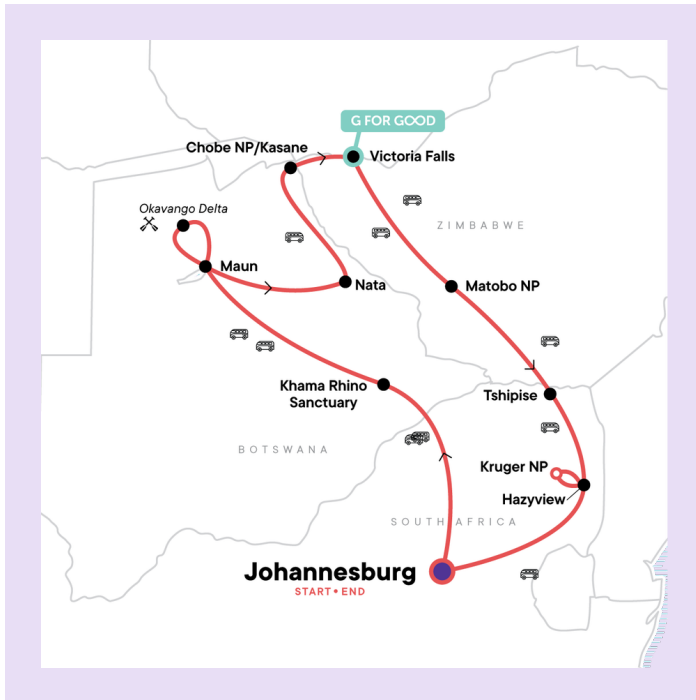 G FOR GOOD
Chobe NP/Kasane
Victoria Falls
Okavango Delta
ZIMBABWE
Maun
Nata
Matobo NP
Khama Rhino
Sanctuary
Tshipise
BOTSWANA
Kruger NP
Hazyview
SOUTH AFRICA
Johannesburg
START•END